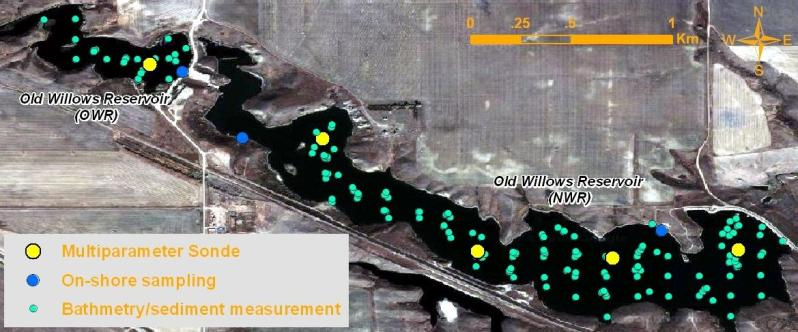 0 .25 .5 1
Km
N
W E
S
Old Willows Reservoir
(OWR)
Old Willows Reservoir
(NWR)
Multiparameter Sonde
On-shore sampling
Bathmetry/sediment measurement